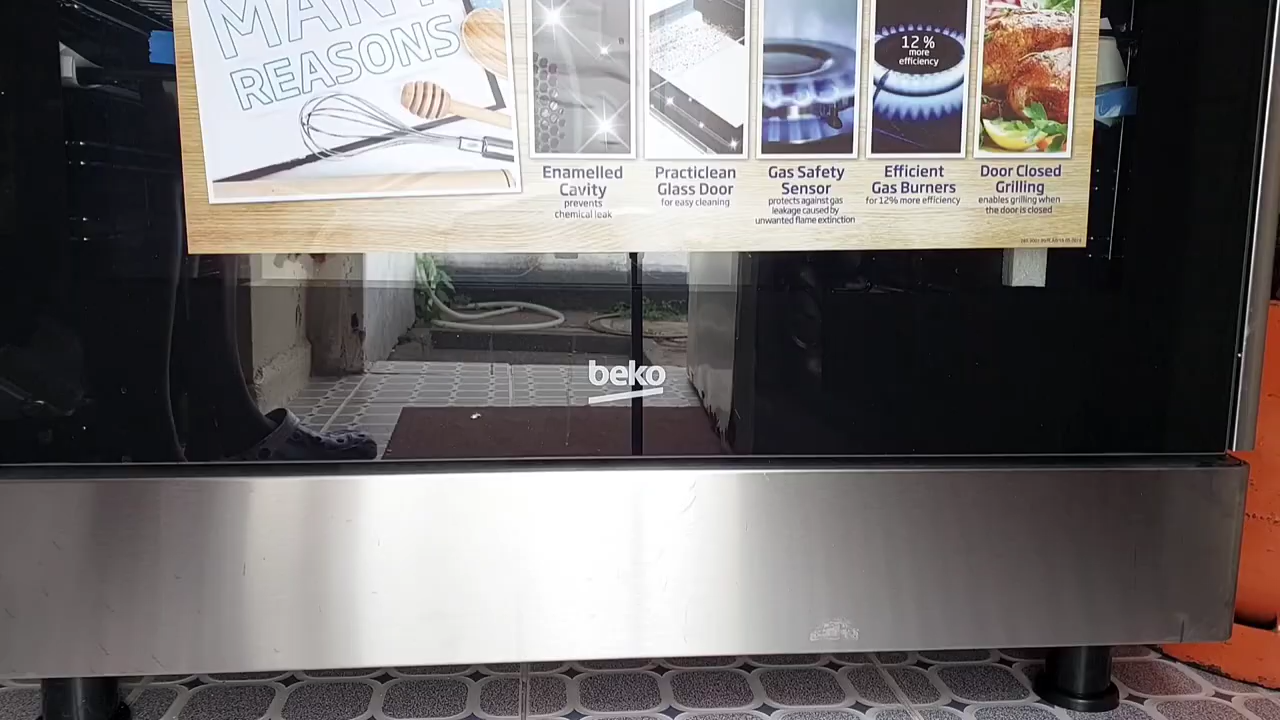 MANY
REASONS
12 %
more
efficiency
Enamelled
Cavity
prevents
chemical leak
Practiclean
Glass Door
for easy cleaning
Gas Safety
Sensor
protects against gas
leakage caused by
unwanted flame extinction
Efficient
Gas Burners
for 12% more efficiency
Door Closed
Grilling
enables grilling when
the door is closed
beko